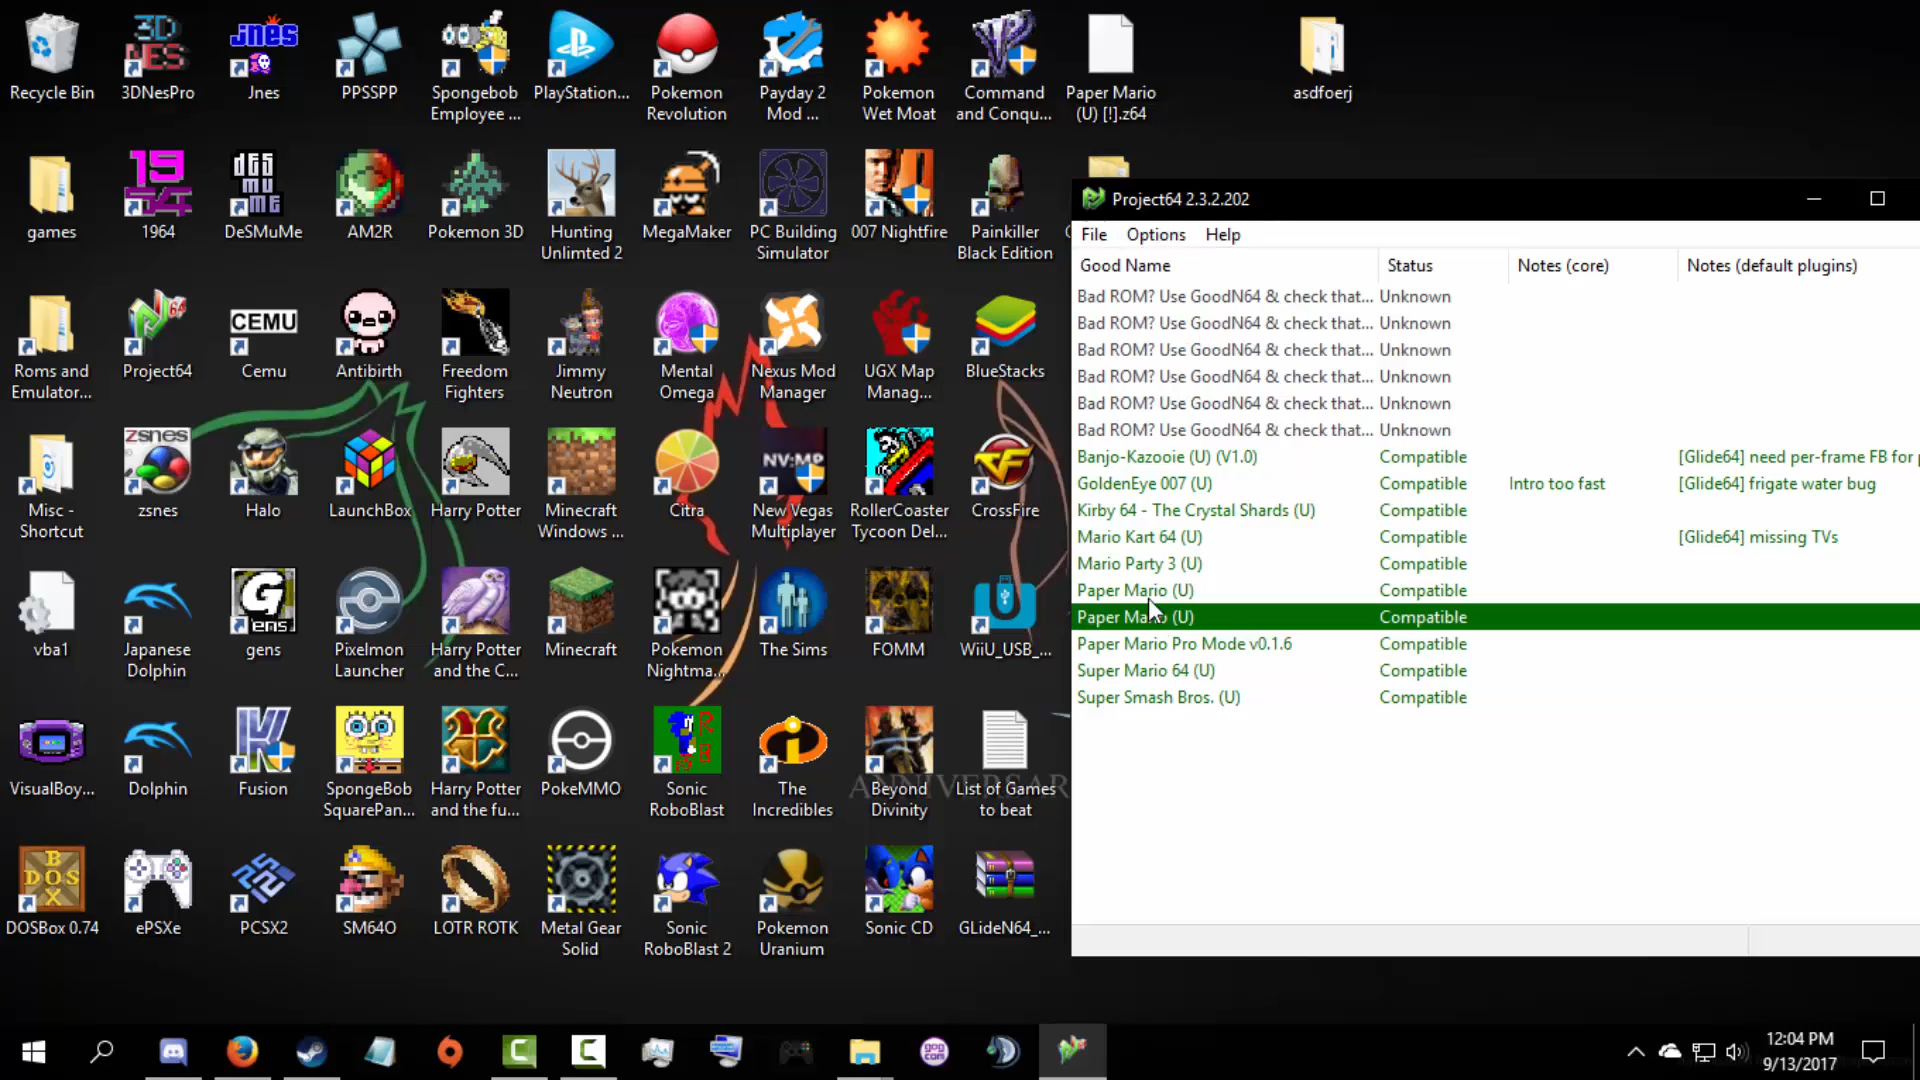 Recycle Bin
3DNesPro
Jnes
PPSSPP
Spongebob
Employee ...
PlayStation...
Pokemon
Revolution
Payday 2
Mod ...
Pokemon
Wet Moat
Command
and Conqu...
Paper Mario
(U) [!].z64
asdfoerj
games
1964
DeSMuMe
AM2R
Pokemon 3D
Hunting
Unlimted 2
MegaMaker
PC Building
Simulator
007 Nightfire
Painkiller
Black Edition
Roms and
Emulator...
Project64
CEMU
Cemu
Antibirth
Freedom
Fighters
Jimmy
Neutron
Mental
Omega
Nexus Mod
Manager
UGX Map
Manag...
BlueStacks
Misc -
Shortcut
zsnes
Halo
LaunchBox
Harry Potter
Minecraft
Windows ...
Citra
NV:MP
New Vegas
Multiplayer
RollerCoaster
Tycoon Del...
CrossFire
vba1
Japanese
Dolphin
gens
Pixelmon
Launcher
Harry Potter
and the C...
Minecraft
Pokemon
Nightma...
The Sims
FOMM
WiiU_USB_...
VisualBoy...
Dolphin
Fusion
SpongeBob
SquarePan...
Harry Potter
and the fu...
PokeMMO
Sonic
RoboBlast
The
Incredibles
Beyond
Divinity
List of Games
to beat
ANNIVERSAR
DOSBox 0.74
ePSXe
PCSX2
SM64O
LOTR ROTK
Metal Gear
Solid
Sonic
RoboBlast 2
Pokemon
Uranium
Sonic CD
GLideN64_...
Project64 2.3.2.202
File Options Help
Good Name Status Notes (core) Notes (default plugins)
Bad ROM? Use GoodN64 & check that... Unknown
Bad ROM? Use GoodN64 & check that... Unknown
Bad ROM? Use GoodN64 & check that... Unknown
Bad ROM? Use GoodN64 & check that... Unknown
Bad ROM? Use GoodN64 & check that... Unknown
Bad ROM? Use GoodN64 & check that... Unknown
Banjo-Kazooie (U) (V1.0) Compatible [Glide64] need per-frame FB for
GoldenEye 007 (U) Compatible Intro too fast [Glide64] frigate water bug
Kirby 64 - The Crystal Shards (U) Compatible
Mario Kart 64 (U) Compatible [Glide64] missing TVs
Mario Party 3 (U) Compatible
Paper Mario (U) Compatible
Paper Mario (U) Compatible
Paper Mario Pro Mode v0.1.6 Compatible
Super Mario 64 (U) Compatible
Super Smash Bros. (U) Compatible
12:04 PM
9/13/2017